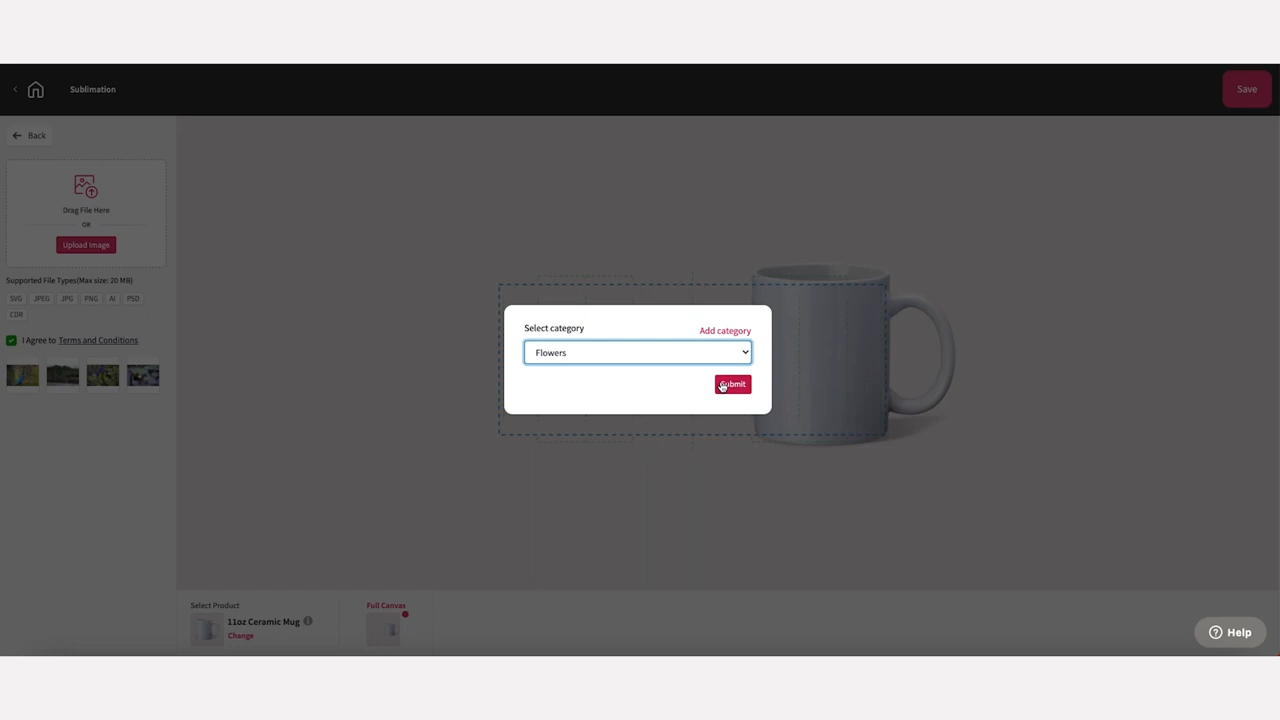 Sublimation
Save
Back
Drag File Here
OR
Upload Image
Supported File Types(Max size: 20 MB)
SVG JPEG JPG PNG AI PSD
CDR
I Agree to Terms and Conditions
Select category
Add category
Flowers
Submit
Select Product
11oz Ceramic Mug
Change
Full Canvas
Help